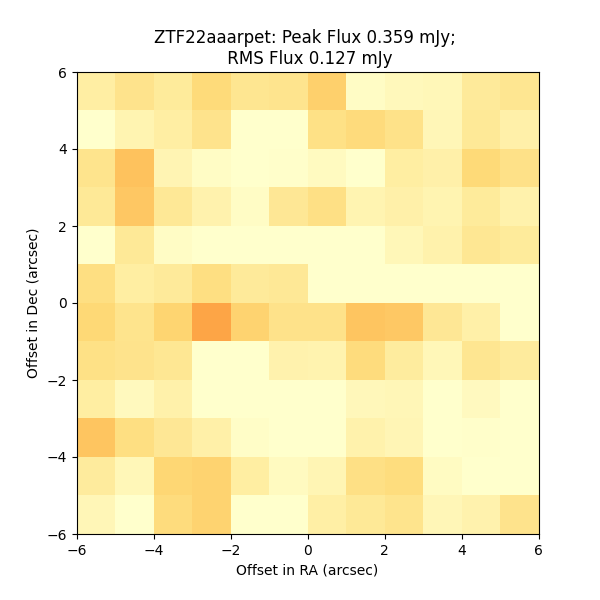 ZTF22aaarpet: Peak Flux 0.359 mJy;
RMS Flux 0.127 mJy
6
4
2
0
−2
−4
−6
Offset in Dec (arcsec)
−6 −4 −2 0 2 4 6
Offset in RA (arcsec)